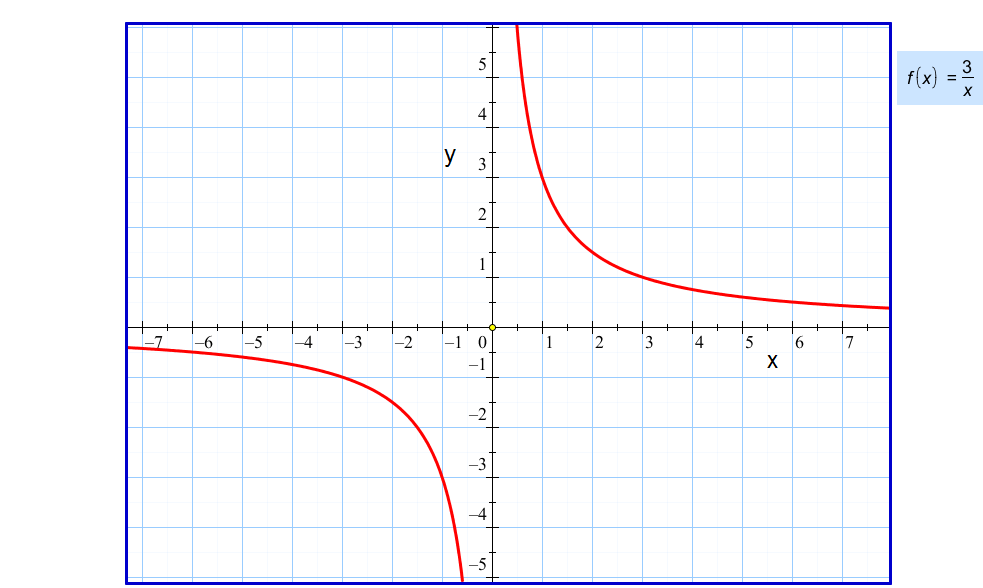 5
f(x) = 3/x
4
y
3
2
1
–7 –6 –5 –4 –3 –2 –1 0 1 2 3 4 5 6 7
x
–1
–2
–3
–4
–5